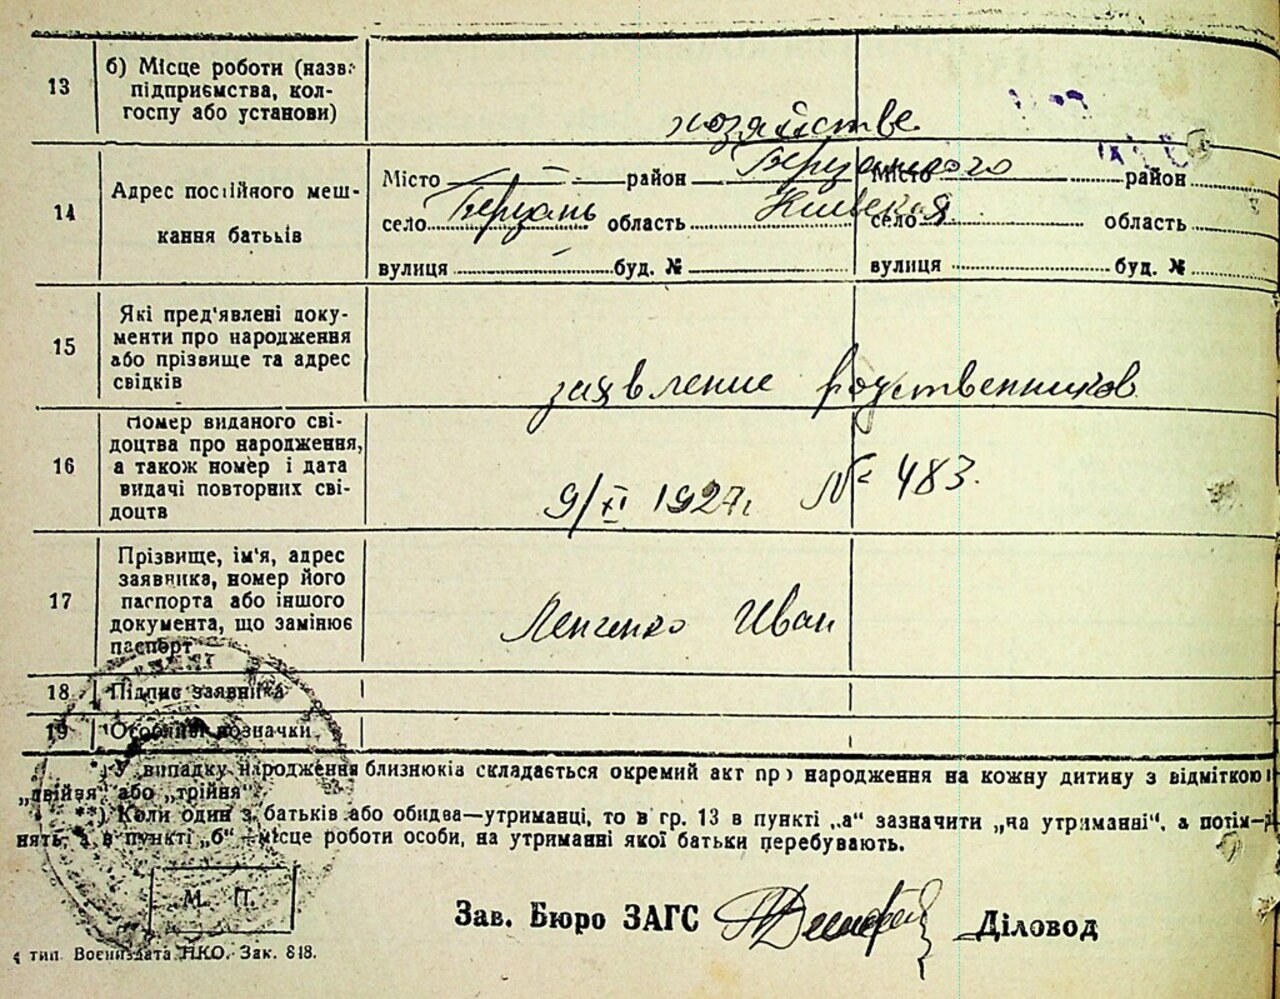 13
б) Місце роботи (назва
підприємства, кол-
госпу або установи)
хозяйстве
14
Адрес постійного меш-
кання батьків
Місто — район Березанского
село Березань область Киевская
вулиця — буд. №
Місто район
село область
вулиця буд. №
15
Які пред'явлені доку-
менти про народження
або прізвище та адрес
свідків
заявление родственников
16
Номер виданого сві-
доцтва про народження,
а також номер і дата
видачі повторних сві-
доцтв
9/XI 1927г. № 483.
17
Прізвище, ім'я, адрес
заявника, номер його
паспорта або іншого
документа, що замінює
паспорт
Иван
18
Підпис заявника
19
Особливі позначки
*) У випадку народження близнюків складається окремий акт про народження на кожну дитину з відміткою
„двійня" або „трійня"
**) Коли один з батьків або обидва—утриманці, то в гр. 13 в пункті „а" зазначити „на утриманні", а потім
в пункті „б" —місце роботи особи, на утриманні якої батьки перебувають.
М. П.
Зав. Бюро ЗАГС
Діловод
тип. Воениздата НКО. Зак. 818.